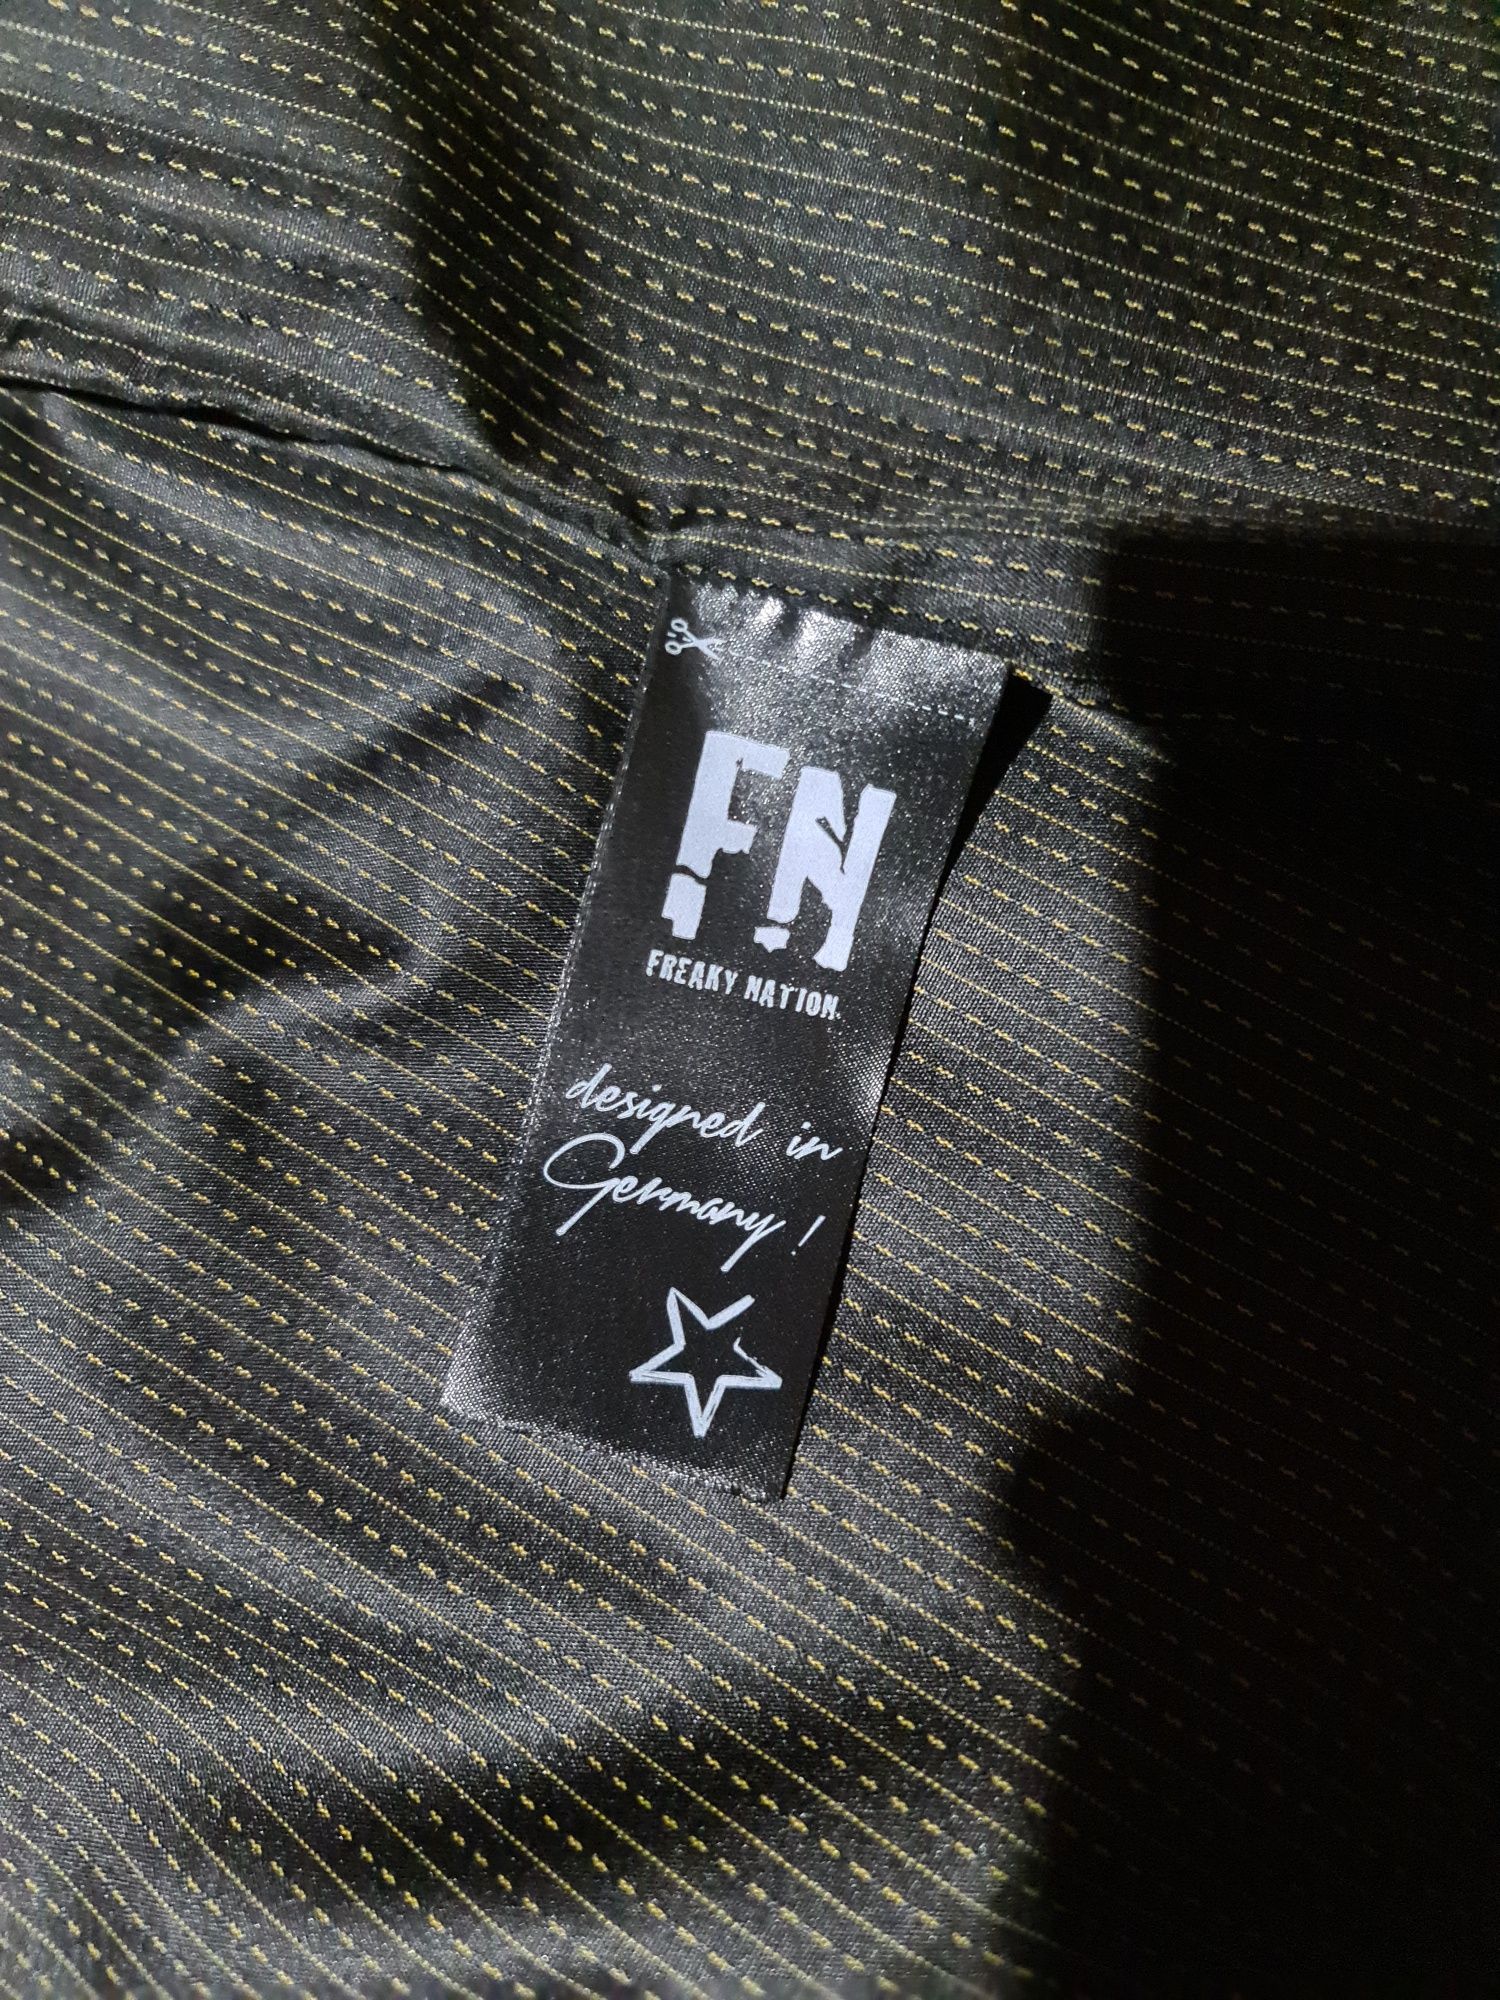 FN
FREAKY NATION.
designed in
Germany!